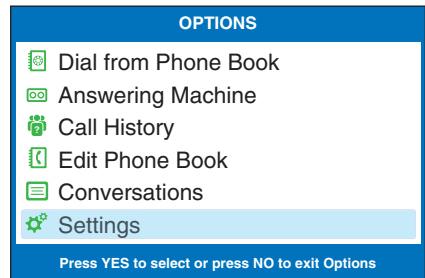 OPTIONS
Dial from Phone Book
Answering Machine
Call History
Edit Phone Book
Conversations
Settings
Press YES to select or press NO to exit Options